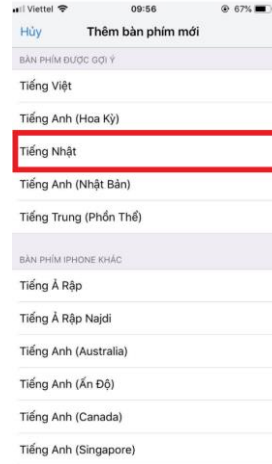 Viettel 09:56 67%
Hủy Thêm bàn phím mới
BÀN PHÍM ĐƯỢC GỢI Ý
Tiếng Việt
Tiếng Anh (Hoa Kỳ)
Tiếng Nhật
Tiếng Anh (Nhật Bản)
Tiếng Trung (Phồn Thể)
BÀN PHÍM IPHONE KHÁC
Tiếng Ả Rập
Tiếng Ả Rập Najdi
Tiếng Anh (Australia)
Tiếng Anh (Ấn Độ)
Tiếng Anh (Canada)
Tiếng Anh (Singapore)